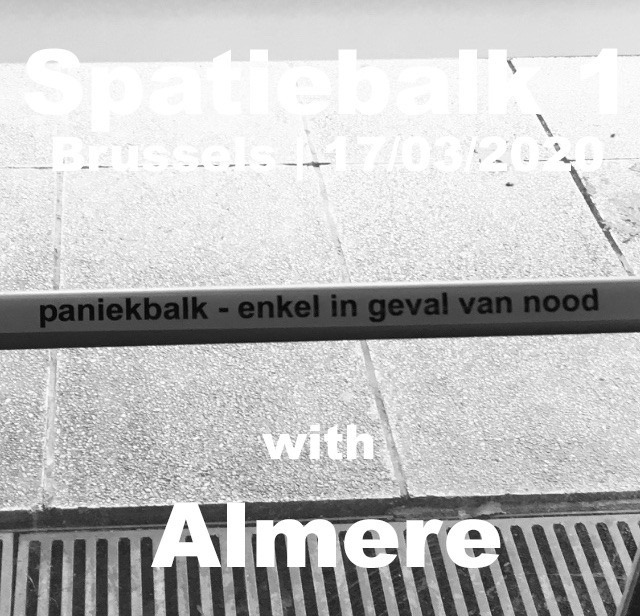 Spatiebalk 1
Brussels | 17/03/2020
paniekbalk - enkel in geval van nood
with
Almere